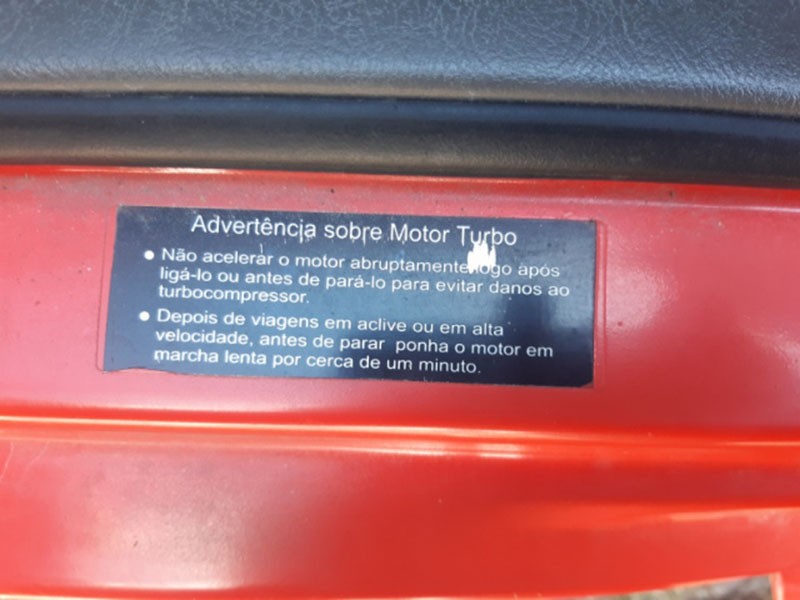 Advertência sobre Motor Turbo
● Não acelerar o motor abruptamente logo após
ligá-lo ou antes de pará-lo para evitar danos ao
turbocompressor.
● Depois de viagens em aclive ou em alta
velocidade, antes de parar ponha o motor em
marcha lenta por cerca de um minuto.